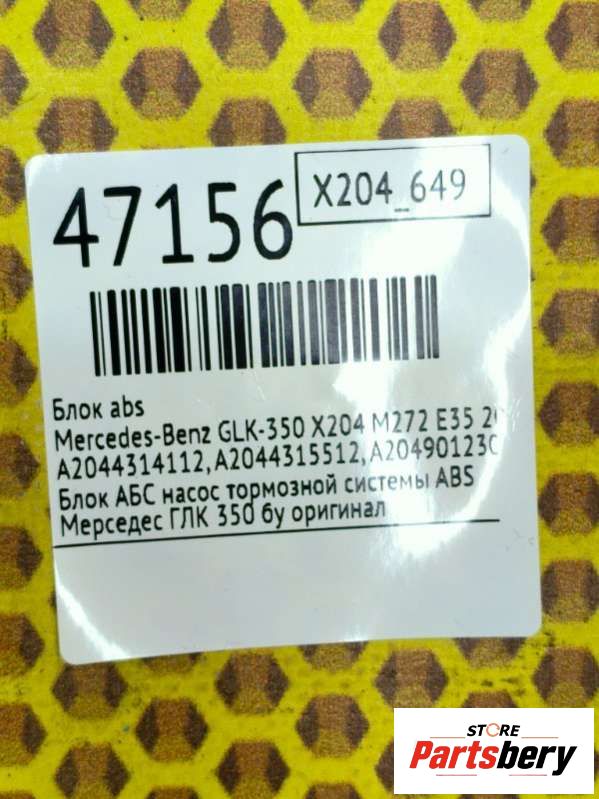 47156
X204_649
Блок abs
Mercedes-Benz GLK-350 X204 M272 E35
A2044314112, A2044315512, A20490123
Блок АБС насос тормозной системы ABS
Мерседес ГЛК 350 бу оригинал
STORE
Partsbery